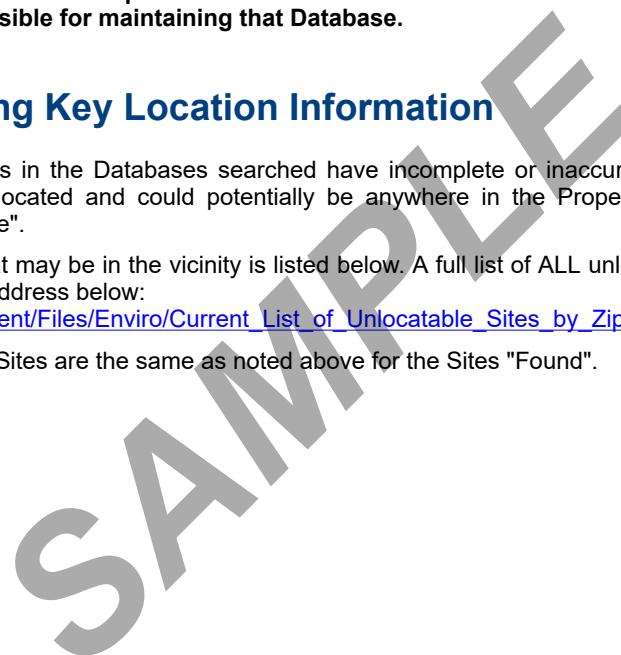 sible for maintaining that Database.
ng Key Location Information
s in the Databases searched have incomplete or inaccur
ocated and could potentially be anywhere in the Prope
e".
t may be in the vicinity is listed below. A full list of ALL unl
ddress below:
ent/Files/Enviro/Current_List_of_Unlocatable_Sites_by_Zip
Sites are the same as noted above for the Sites "Found".
SAMPLE